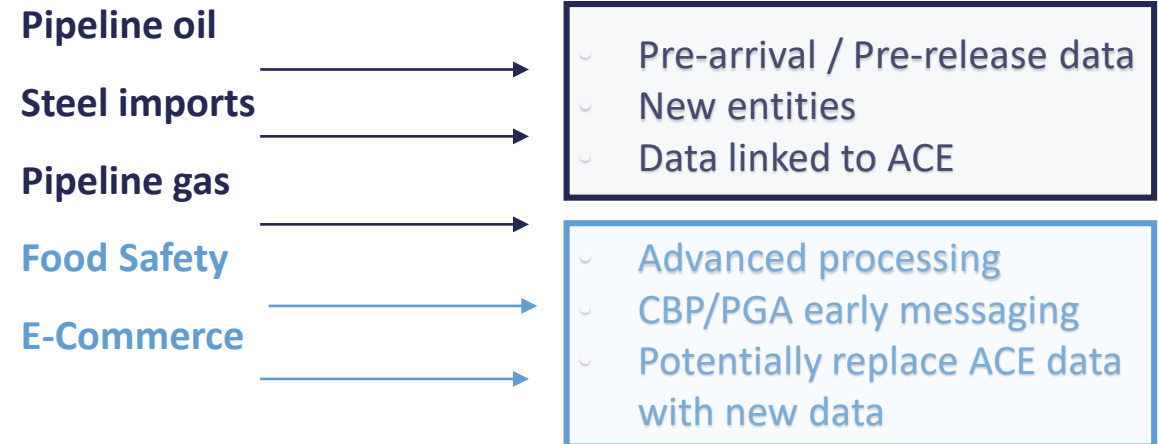 Pipeline oil
Steel imports
Pipeline gas
Food Safety
E-Commerce
Pre-arrival / Pre-release data
New entities
Data linked to ACE
Advanced processing
CBP/PGA early messaging
Potentially replace ACE data
with new data